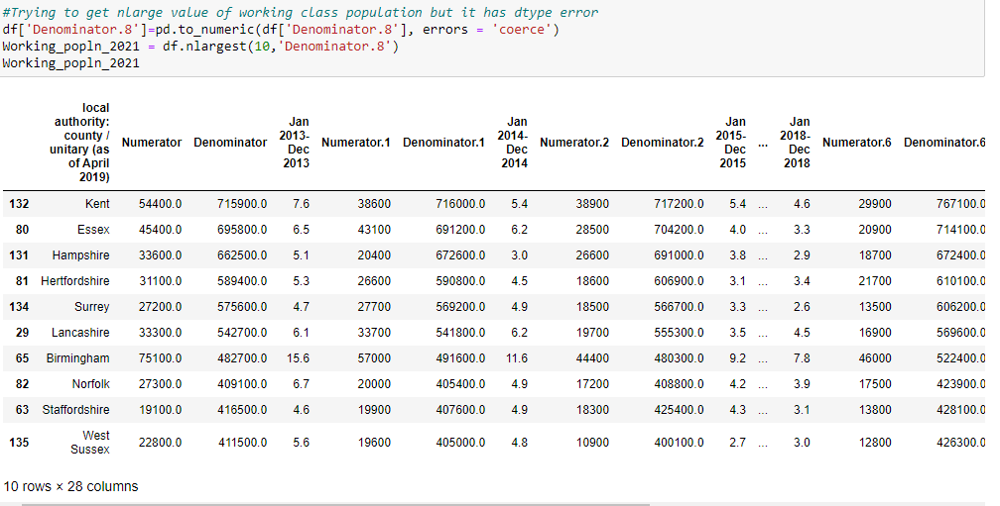 #Trying to get nlarge value of working class population but it has dtype error
df['Denominator.8']=pd.to_numeric(df['Denominator.8'], errors = 'coerce')
Working_popln_2021 = df.nlargest(10,'Denominator.8')
Working_popln_2021
local authority: county / unitary (as of April 2019) Numerator Denominator Jan 2013-Dec 2013 Numerator.1 Denominator.1 Jan 2014-Dec 2014 Numerator.2 Denominator.2 Jan 2015-Dec 2015 ... Jan 2018-Dec 2018 Numerator.6 Denominator.6
132 Kent 54400.0 715900.0 7.6 38600 716000.0 5.4 38900 717200.0 5.4 ... 4.6 29900 767100.0
80 Essex 45400.0 695800.0 6.5 43100 691200.0 6.2 28500 704200.0 4.0 ... 3.3 20900 714100.0
131 Hampshire 33600.0 662500.0 5.1 20400 672600.0 3.0 26600 691000.0 3.8 ... 2.9 18700 672400.0
81 Hertfordshire 31100.0 589400.0 5.3 26600 590800.0 4.5 18600 606900.0 3.1 ... 3.4 21700 610100.0
134 Surrey 27200.0 575600.0 4.7 27700 569200.0 4.9 18500 566700.0 3.3 ... 2.6 13500 606200.0
29 Lancashire 33300.0 542700.0 6.1 33700 541800.0 6.2 19700 555300.0 3.5 ... 4.5 16900 569600.0
65 Birmingham 75100.0 482700.0 15.6 57000 491600.0 11.6 44400 480300.0 9.2 ... 7.8 46000 522400.0
82 Norfolk 27300.0 409100.0 6.7 20000 405400.0 4.9 17200 408800.0 4.2 ... 3.9 17500 423900.0
63 Staffordshire 19100.0 416500.0 4.6 19900 407600.0 4.9 18300 425400.0 4.3 ... 3.1 13800 428100.0
135 West Sussex 22800.0 411500.0 5.6 19600 405000.0 4.8 10900 400100.0 2.7 ... 3.0 12800 426300.0
10 rows × 28 columns